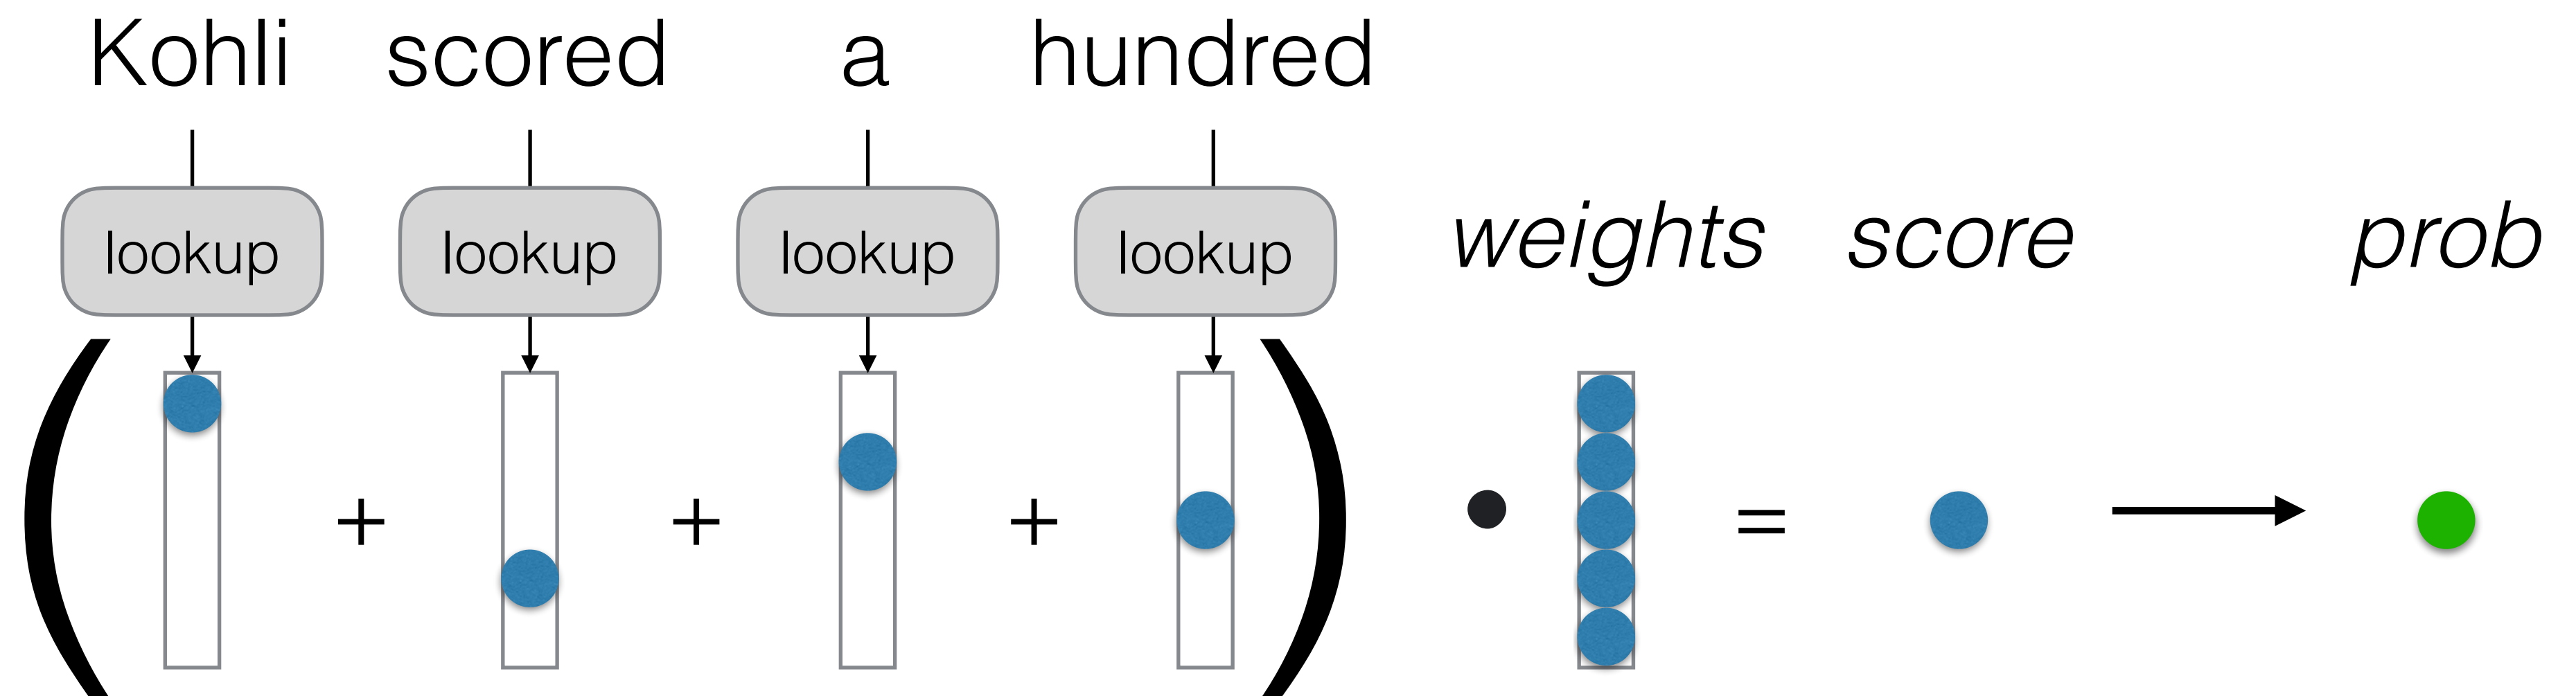 Kohli scored a hundred
lookup lookup lookup lookup weights score prob
( + + + ) • =